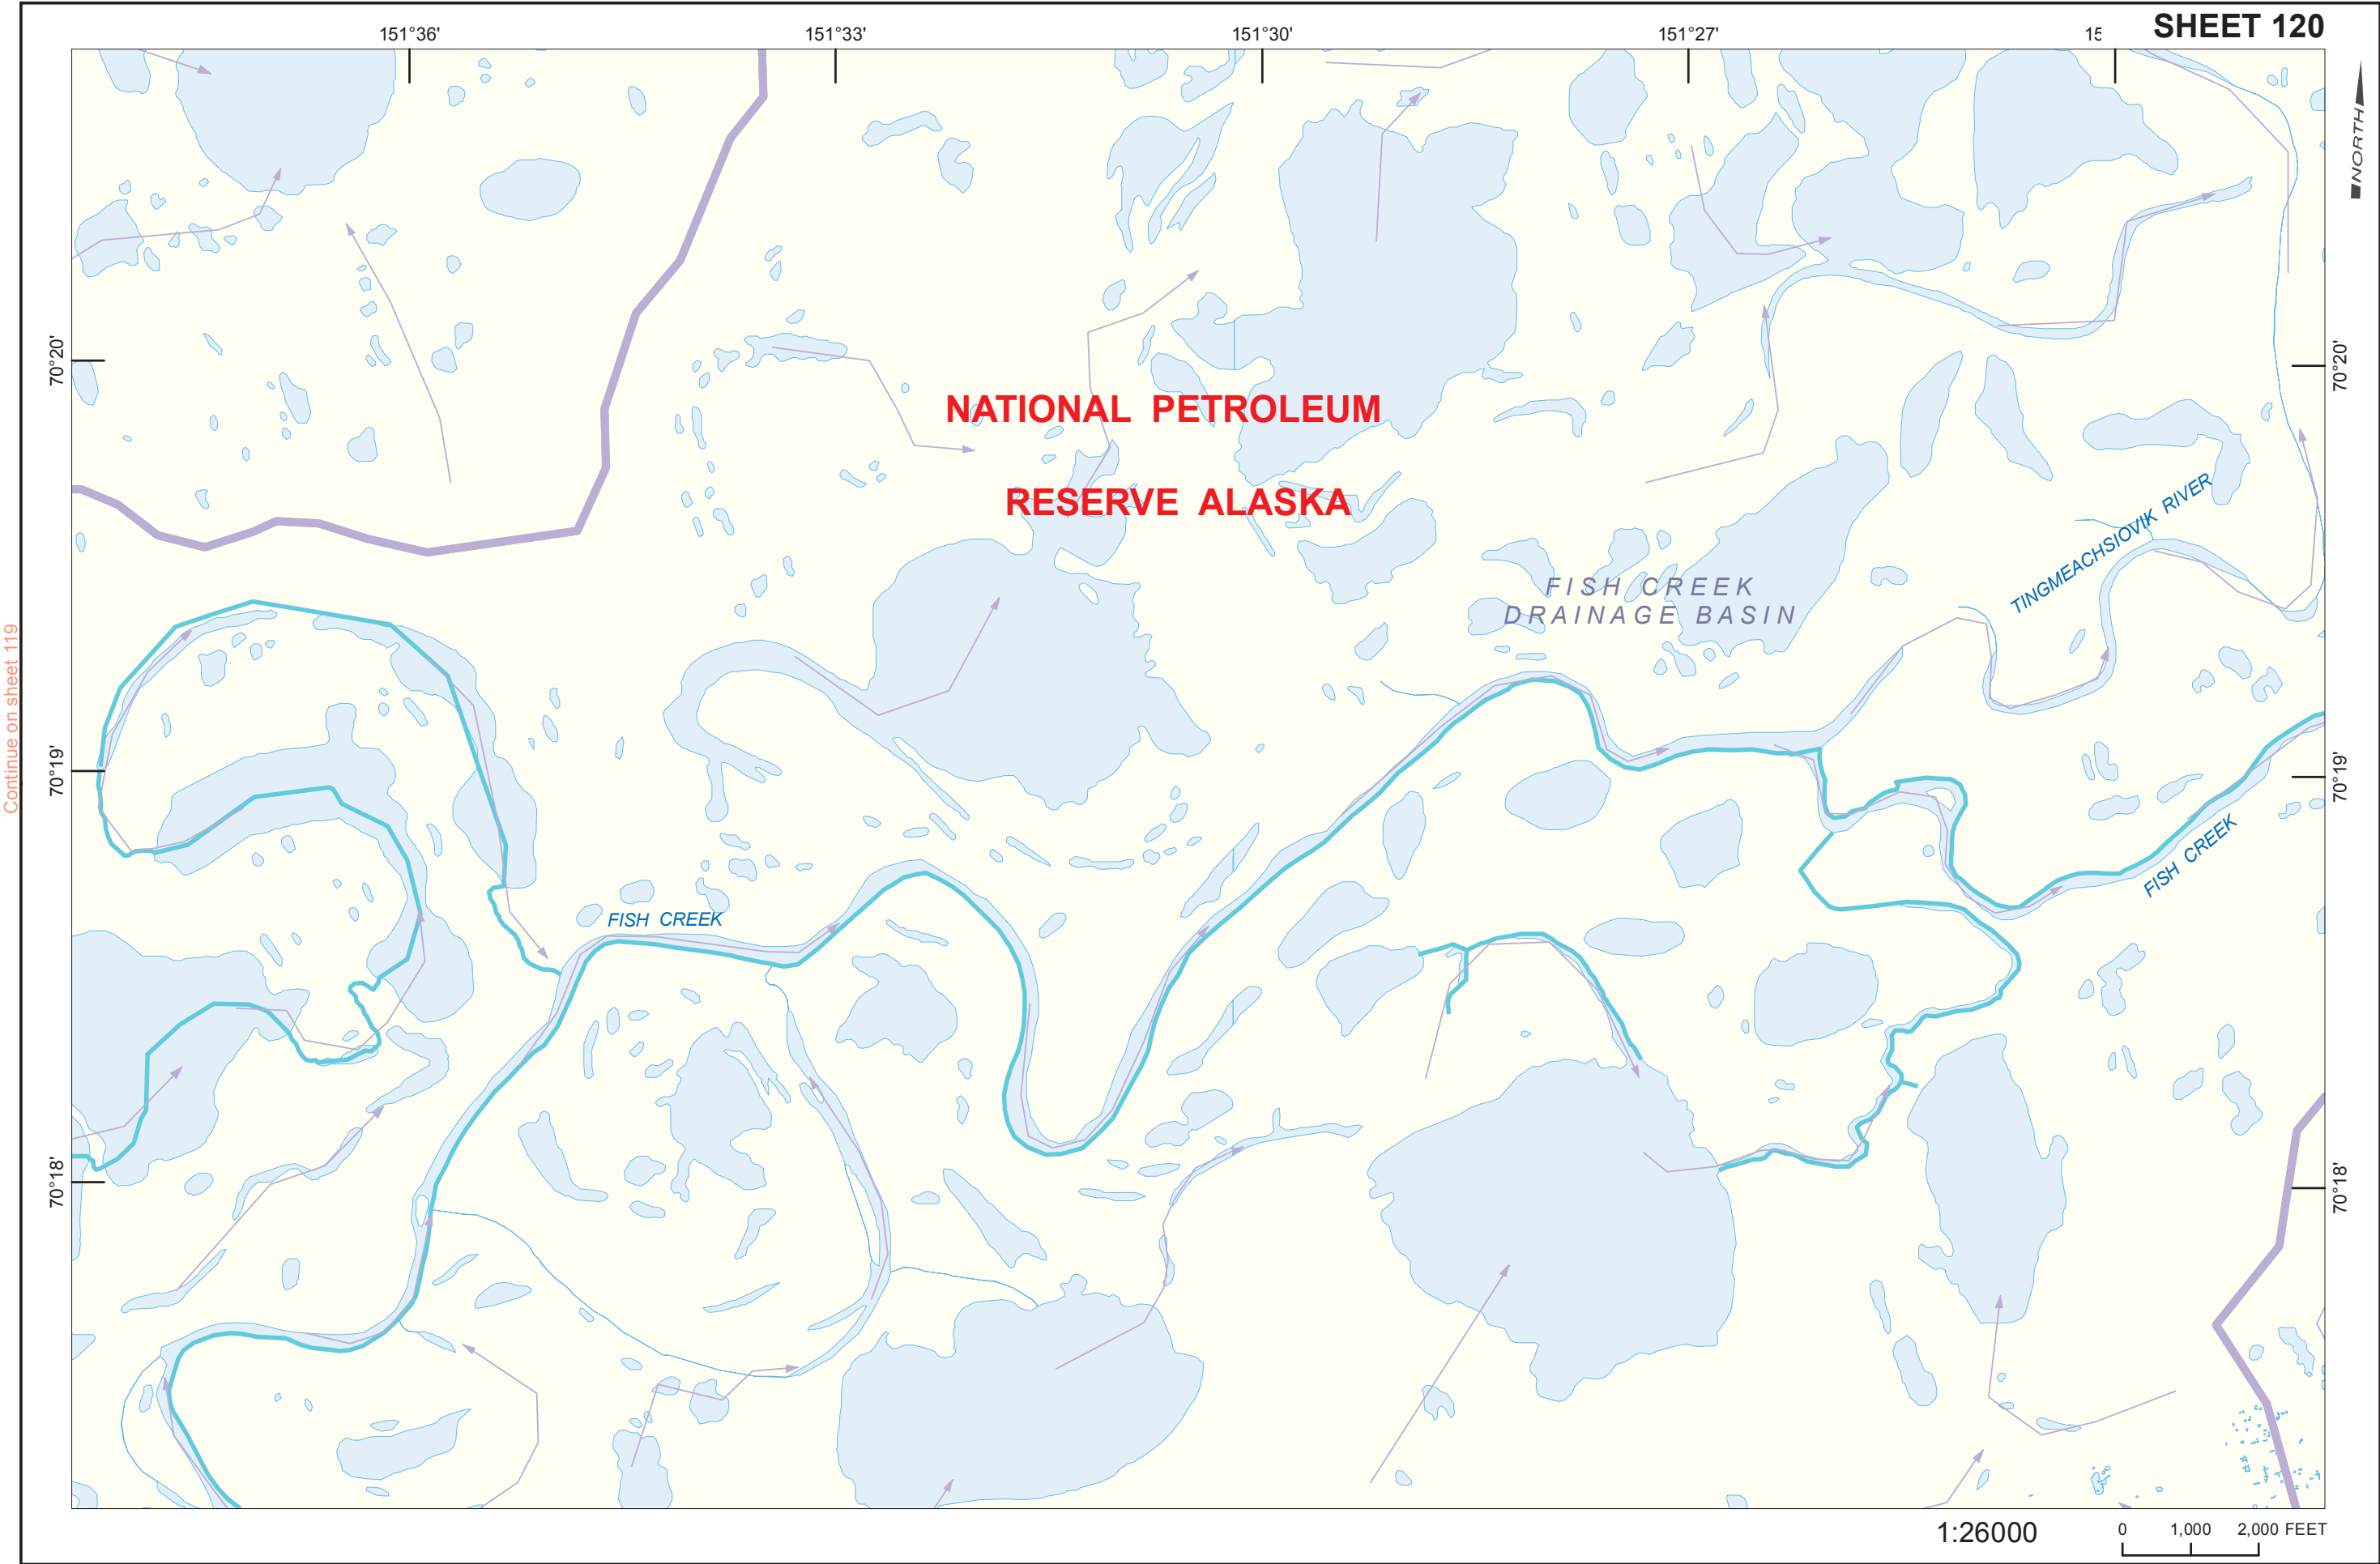 SHEET 120
151°36'
151°33'
151°30'
151°27'
15
NORTH
70°20'
70°20'
NATIONAL PETROLEUM
RESERVE ALASKA
TINGMEACHSIOVIK RIVER
FISH CREEK
DRAINAGE BASIN
Continue on sheet 119
70°19'
70°19'
FISH CREEK
FISH CREEK
70°18'
70°18'
1:26000
0 1,000 2,000 FEET